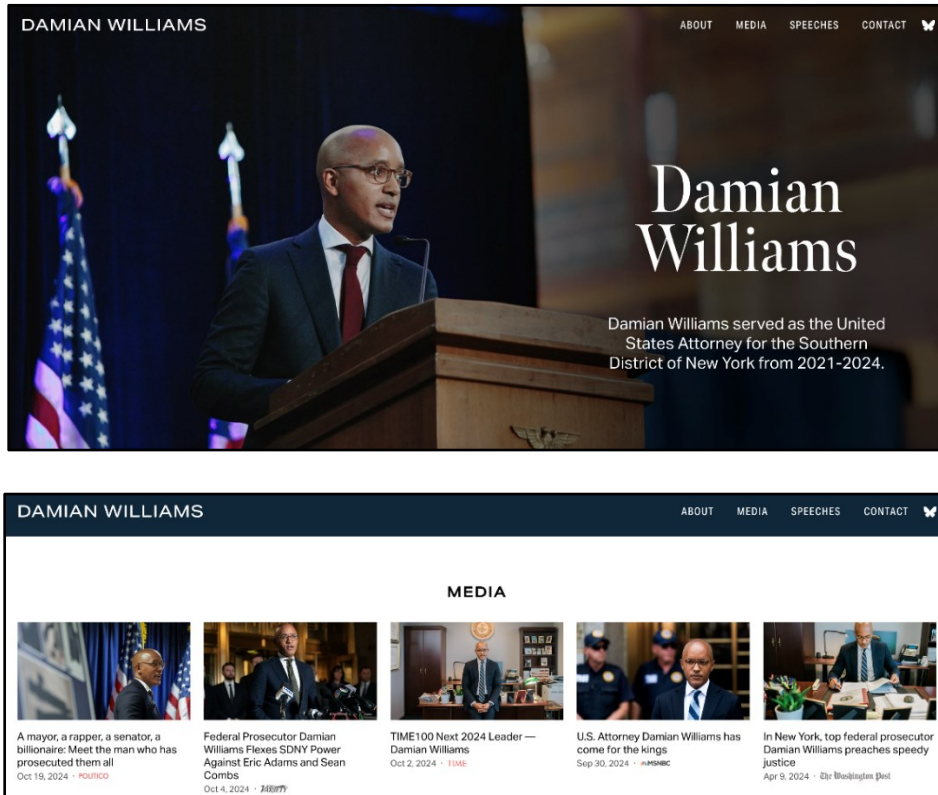 DAMIAN WILLIAMS
ABOUT MEDIA SPEECHES CONTACT
Damian
Williams
Damian Williams served as the United
States Attorney for the Southern
District of New York from 2021-2024.
DAMIAN WILLIAMS
ABOUT MEDIA SPEECHES CONTACT
MEDIA
A mayor, a rapper, a senator, a
billionaire: Meet the man who has
prosecuted them all
Oct 19, 2024 · POLITICO
Federal Prosecutor Damian
Williams Flexes SDNY Power
Against Eric Adams and Sean
Combs
Oct 4, 2024 · VARIETY
TIME100 Next 2024 Leader —
Damian Williams
Oct 2, 2024 · TIME
U.S. Attorney Damian Williams has
come for the kings
Sep 30, 2024 · MSNBC
In New York, top federal prosecutor
Damian Williams preaches speedy
justice
Apr 9, 2024 · The Washington Post